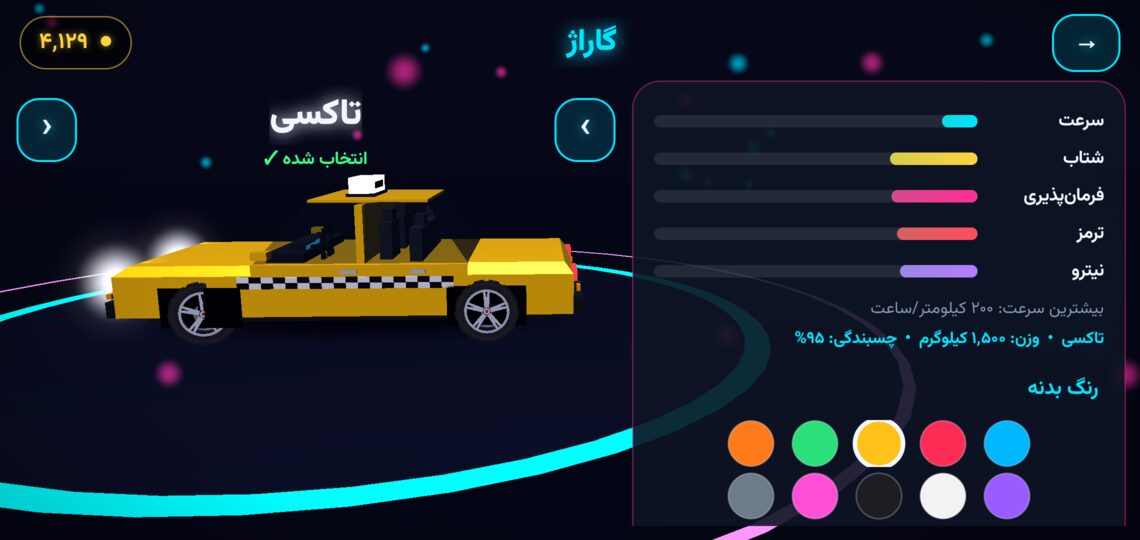 گاراژ
→
۴,۱۲۹
تاکسی
انتخاب شده ✓
سرعت
شتاب
فرمان‌پذیری
ترمز
نیترو
بیشترین سرعت: ۲۰۰ کیلومتر/ساعت
تاکسی • وزن: ۱,۵۰۰ کیلوگرم • چسبندگی: ۹۵%
رنگ بدنه